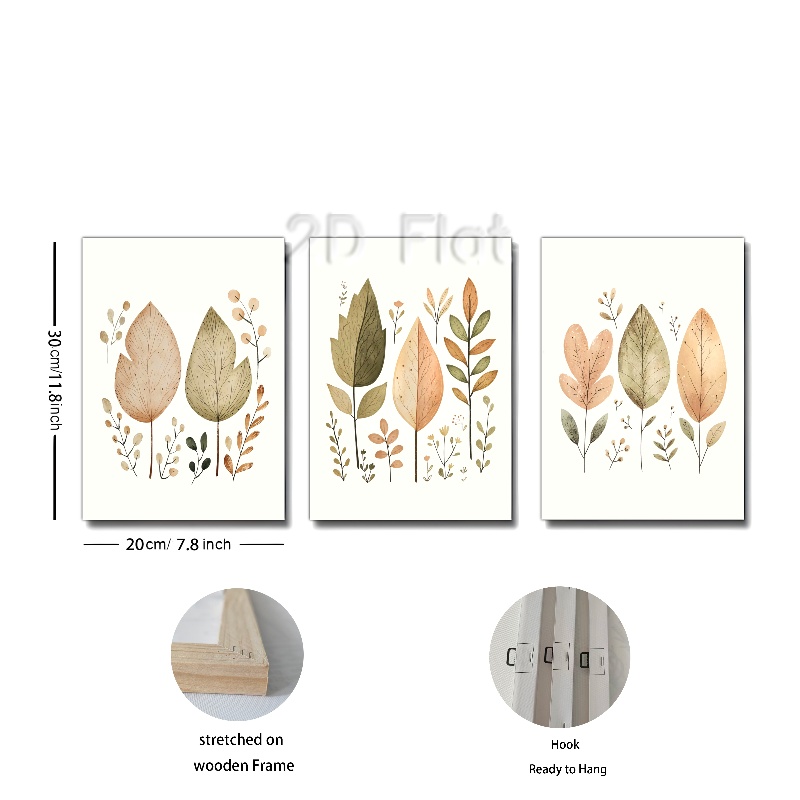 2D Flat
30cm/11.8inch
20cm/ 7.8 inch
stretched on
wooden Frame
Hook
Ready to Hang